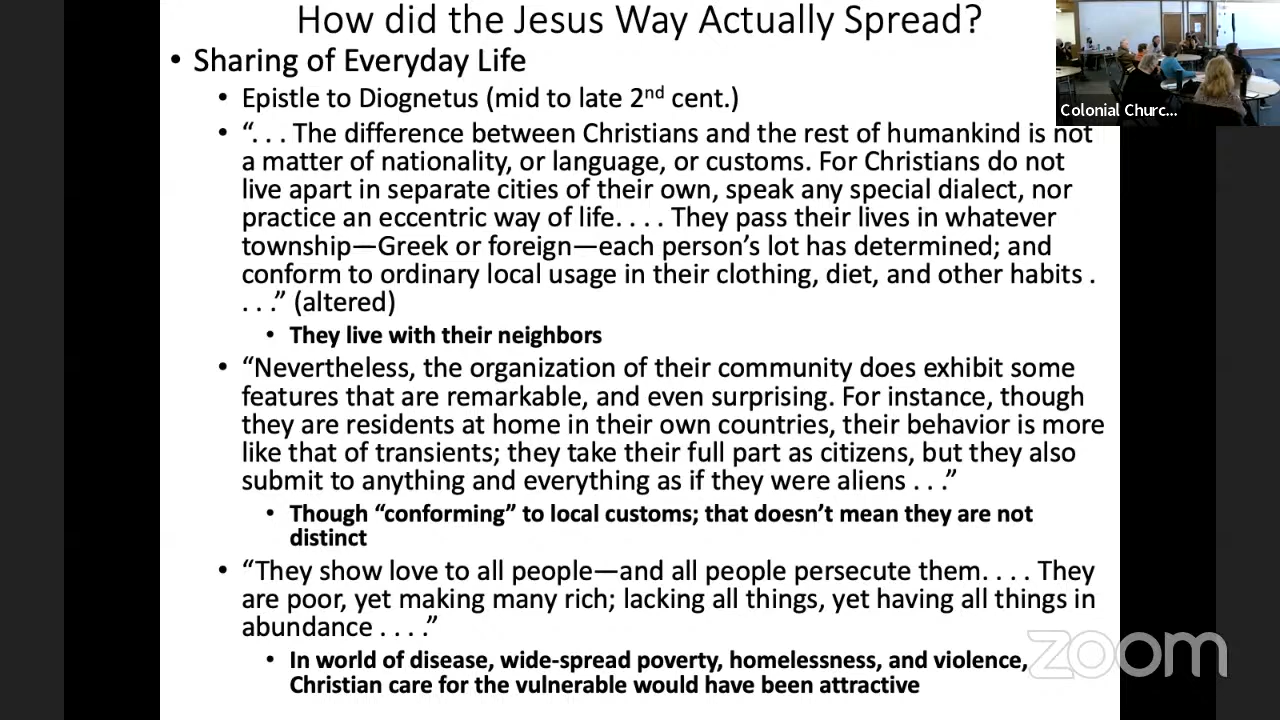 How did the Jesus Way Actually Spread?
• Sharing of Everyday Life
• Epistle to Diognetus (mid to late 2nd cent.)
• “. . . The difference between Christians and the rest of humankind is not
a matter of nationality, or language, or customs. For Christians do not
live apart in separate cities of their own, speak any special dialect, nor
practice an eccentric way of life. . . . They pass their lives in whatever
township—Greek or foreign—each person’s lot has determined; and
conform to ordinary local usage in their clothing, diet, and other habits .
. . .” (altered)
• They live with their neighbors
• “Nevertheless, the organization of their community does exhibit some
features that are remarkable, and even surprising. For instance, though
they are residents at home in their own countries, their behavior is more
like that of transients; they take their full part as citizens, but they also
submit to anything and everything as if they were aliens . . .”
• Though “conforming” to local customs; that doesn’t mean they are not
distinct
• “They show love to all people—and all people persecute them. . . . They
are poor, yet making many rich; lacking all things, yet having all things in
abundance . . . .”
• In world of disease, wide-spread poverty, homelessness, and violence,
Christian care for the vulnerable would have been attractive
Colonial Churc...
zoom